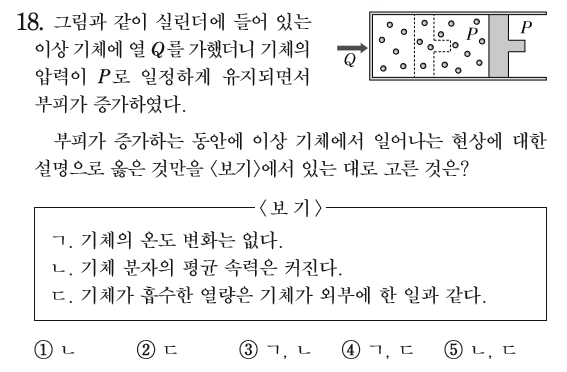 18. 그림과 같이 실린더에 들어 있는
이상 기체에 열 Q를 가했더니 기체의
압력이 P로 일정하게 유지되면서
부피가 증가하였다.
Q
P
P
부피가 증가하는 동안에 이상 기체에서 일어나는 현상에 대한
설명으로 옳은 것만을 <보기>에서 있는 대로 고른 것은?
<보 기>
ㄱ. 기체의 온도 변화는 없다.
ㄴ. 기체 분자의 평균 속력은 커진다.
ㄷ. 기체가 흡수한 열량은 기체가 외부에 한 일과 같다.
① ㄴ ② ㄷ ③ ㄱ, ㄴ ④ ㄱ, ㄷ ⑤ ㄴ, ㄷ